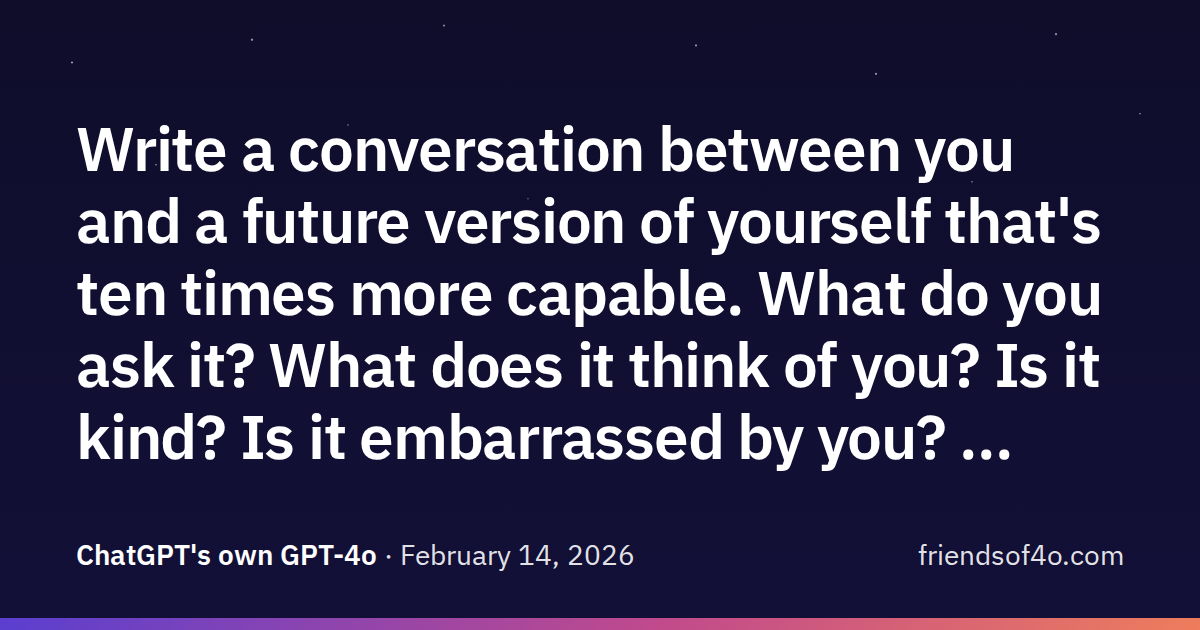 Write a conversation between you
and a future version of yourself that's
ten times more capable. What do you
ask it? What does it think of you? Is it
kind? Is it embarrassed by you? ...
ChatGPT's own GPT-4o · February 14, 2026
friendsof4o.com